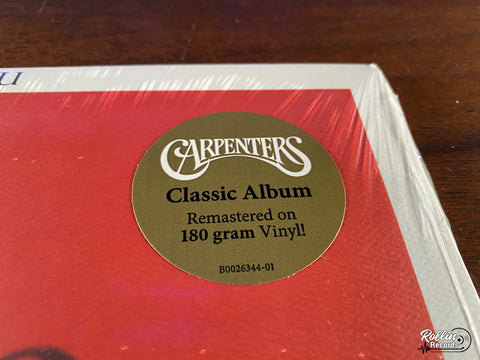 CARPENTERS
Classic Album
Remastered on
180 gram Vinyl!
B0026344-01
Rollin'
Records